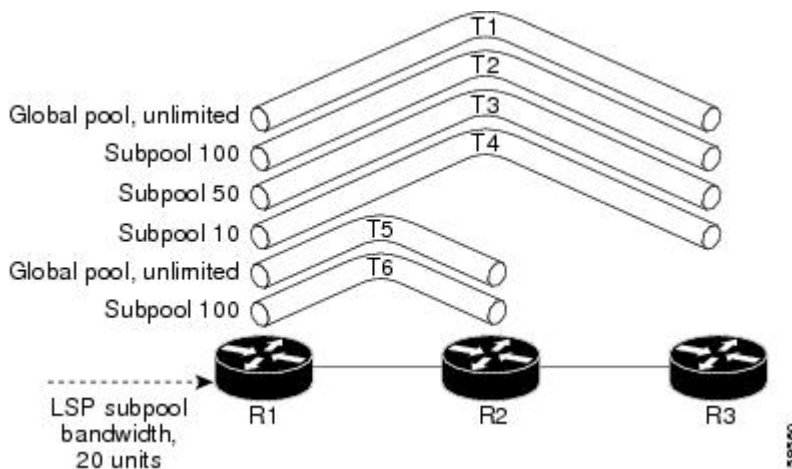 T1
T2
T3
T4
Global pool, unlimited
Subpool 100
Subpool 50
Subpool 10
T5
Global pool, unlimited
T6
Subpool 100
LSP subpool
bandwidth,
20 units
R1
R2
R3